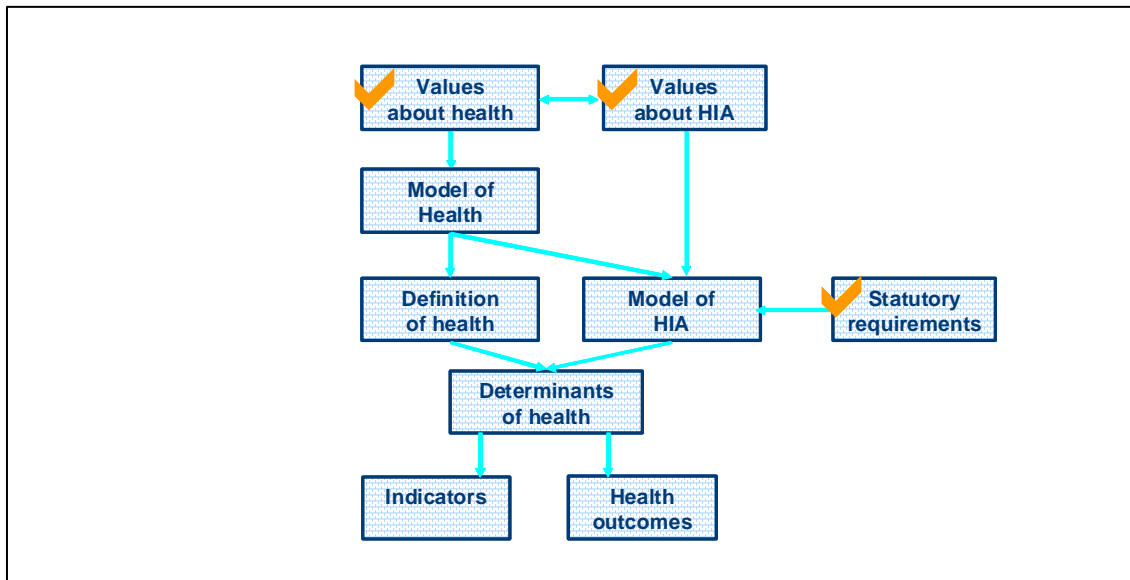 Values
about health
Values
about HIA
Model of
Health
Definition
of health
Model of
HIA
Statutory
requirements
Determinants
of health
Indicators
Health
outcomes